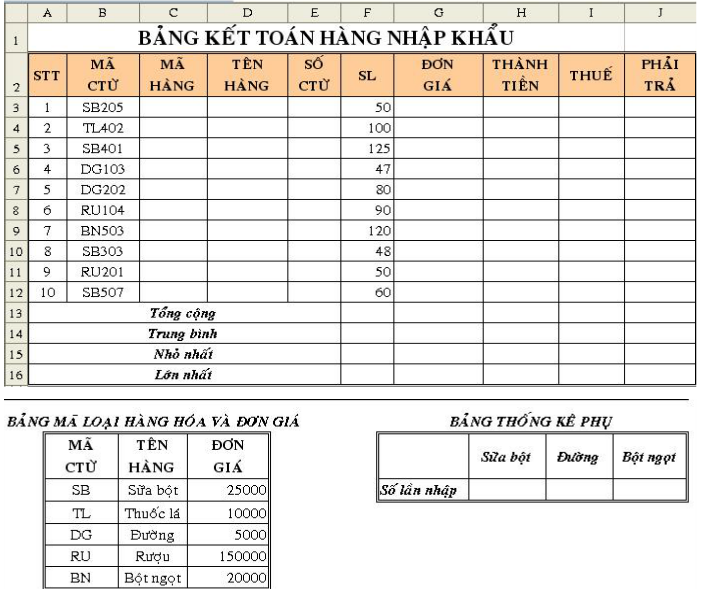 A B C D E F G H I J
1 BẢNG KẾT TOÁN HÀNG NHẬP KHẨU
2 STT MÃ CTỪ MÃ HÀNG TÊN HÀNG SỐ CTỪ SL ĐƠN GIÁ THÀNH TIỀN THUẾ PHẢI TRẢ
3 1 SB205 50
4 2 TL402 100
5 3 SB401 125
6 4 DG103 47
7 5 DG202 80
8 6 RU104 90
9 7 BN503 120
10 8 SB303 48
11 9 RU201 50
12 10 SB507 60
13 Tổng cộng
14 Trung bình
15 Nhỏ nhất
16 Lớn nhất
BẢNG MÃ LOẠI HÀNG HÓA VÀ ĐƠN GIÁ
MÃ CTỪ TÊN HÀNG ĐƠN GIÁ
SB Sữa bột 25000
TL Thuốc lá 10000
DG Đường 5000
RU Rượu 150000
BN Bột ngọt 20000
BẢNG THỐNG KÊ PHỤ
Sữa bột Đường Bột ngọt
Số lần nhập